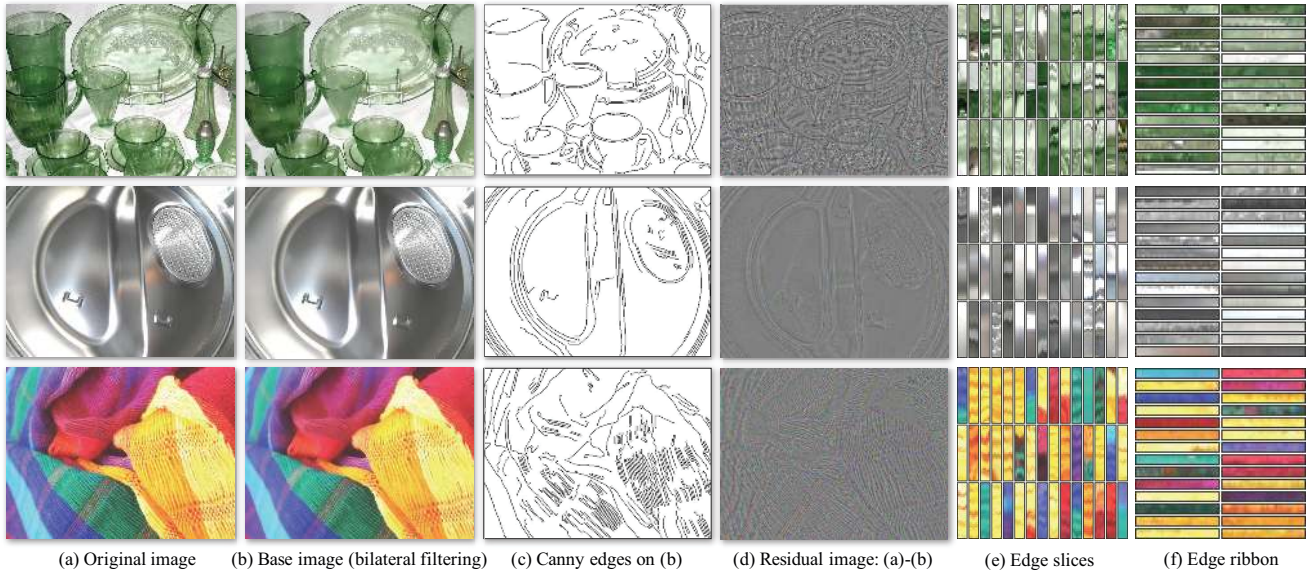 (a) Original image
(b) Base image (bilateral filtering)
(c) Canny edges on (b)
(d) Residual image: (a)-(b)
(e) Edge slices
(f) Edge ribbon